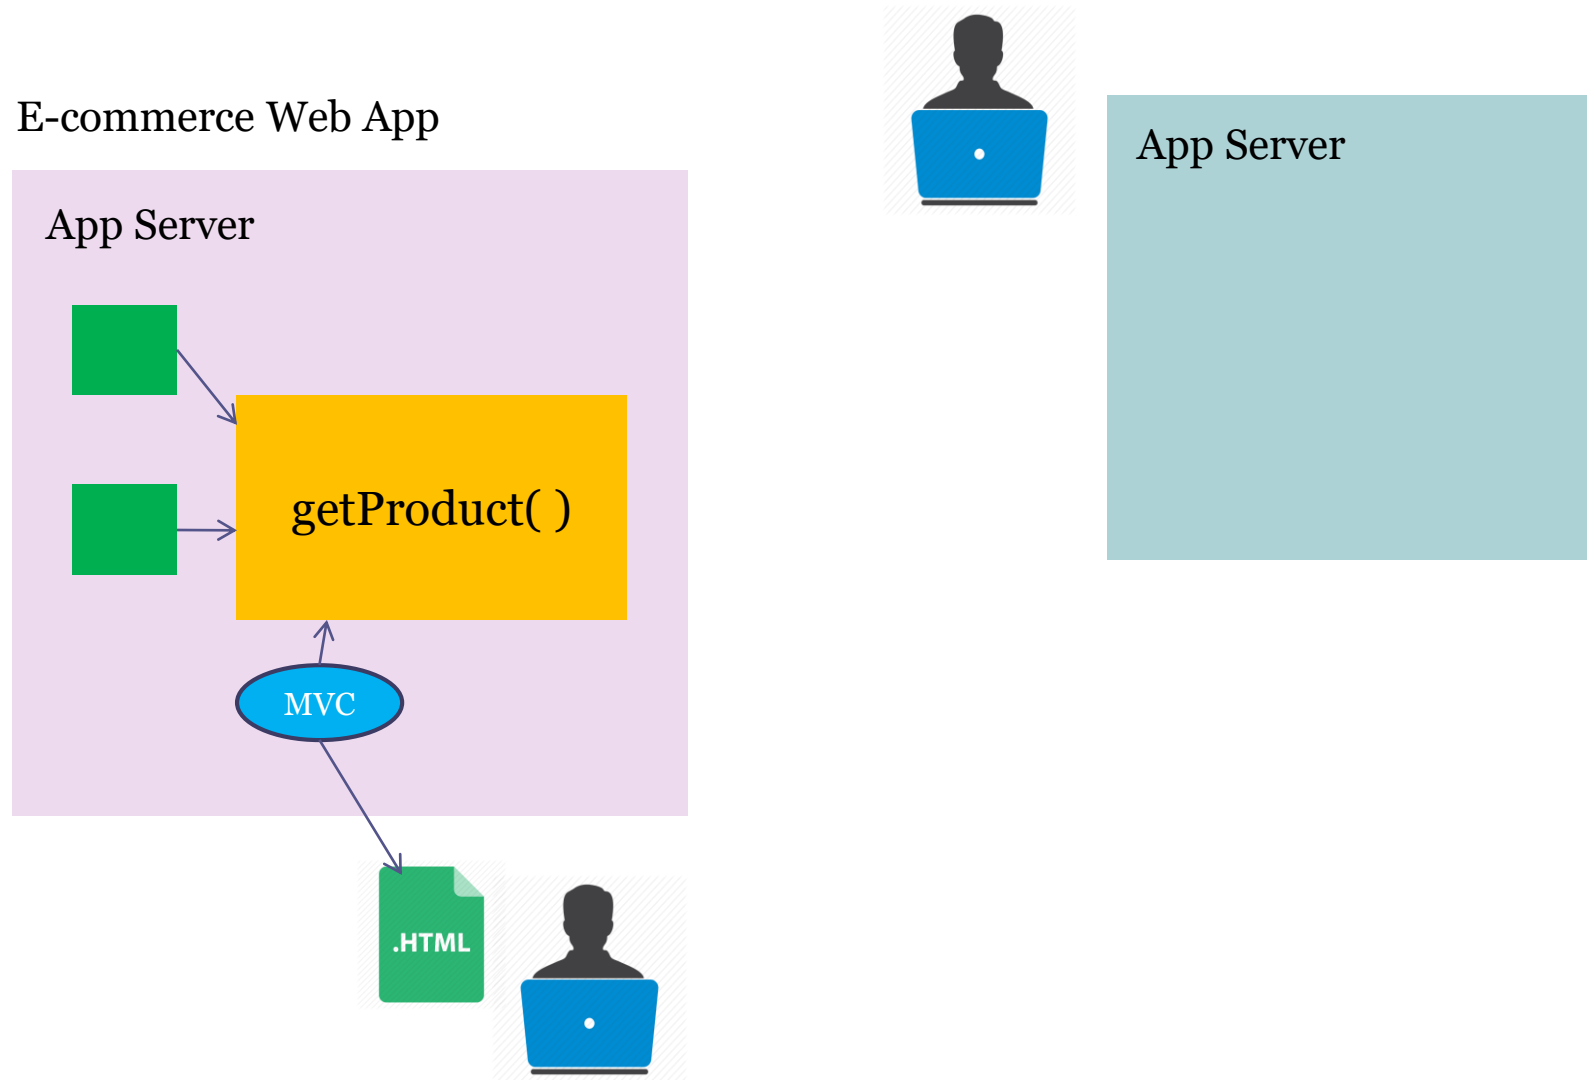 E-commerce Web App
App Server
App Server
getProduct( )
MVC
.HTML